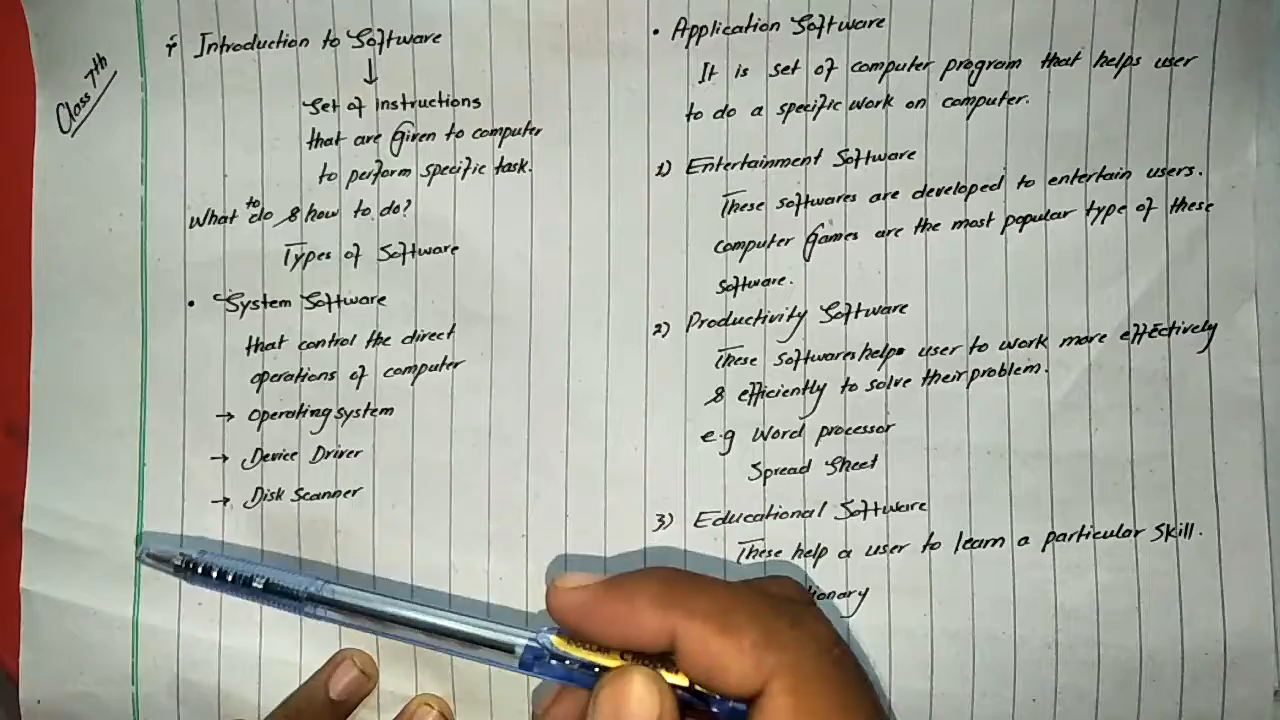 Class 7th
Introduction to Software
↓
Set of instructions
that are Given to computer
to perform specific task.
What to do & how to do?
Types of Software
• System Software
that control the direct
operations of computer
→ Operating system
→ Device Driver
→ Disk Scanner
• Application Software
It is set of computer program that helps user
to do a specific work on computer.
1) Entertainment Software
These softwares are developed to entertain users.
computer Games are the most popular type of these
software.
2) Productivity Software
These softwares help user to work more effectively
& efficiently to solve their problem.
e.g Word processor
Spread Sheet
3) Educational Software
These help a user to learn a particular skill.